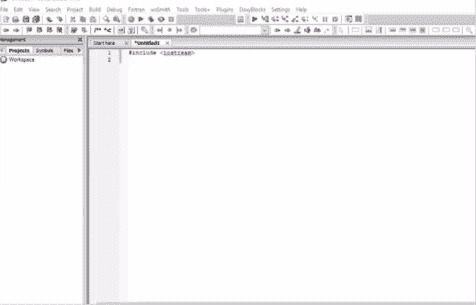 File Edit View Search Project Build Debug Fortran wxSmith Tools Tools+ Plugins DoxyBlocks Settings Help
Management
Projects Symbols Files
Workspace
Start here *Untitled1
1 #include <iostream>
2